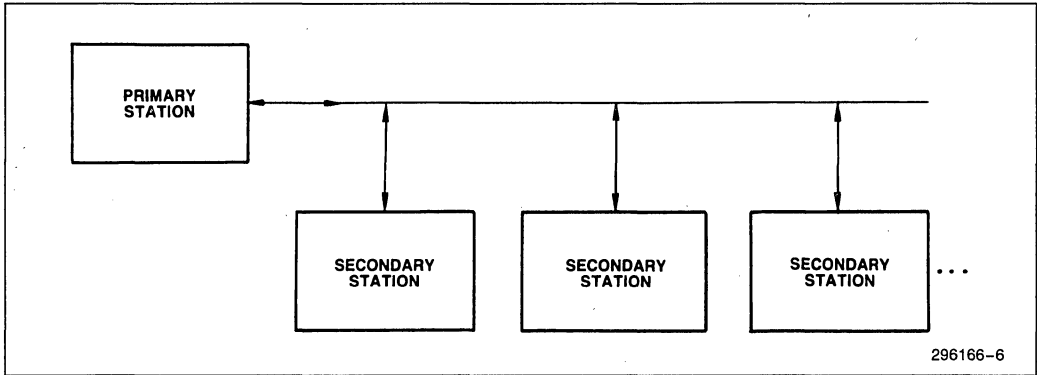 PRIMARY
STATION
SECONDARY
STATION
SECONDARY
STATION
SECONDARY
STATION
...
296166-6